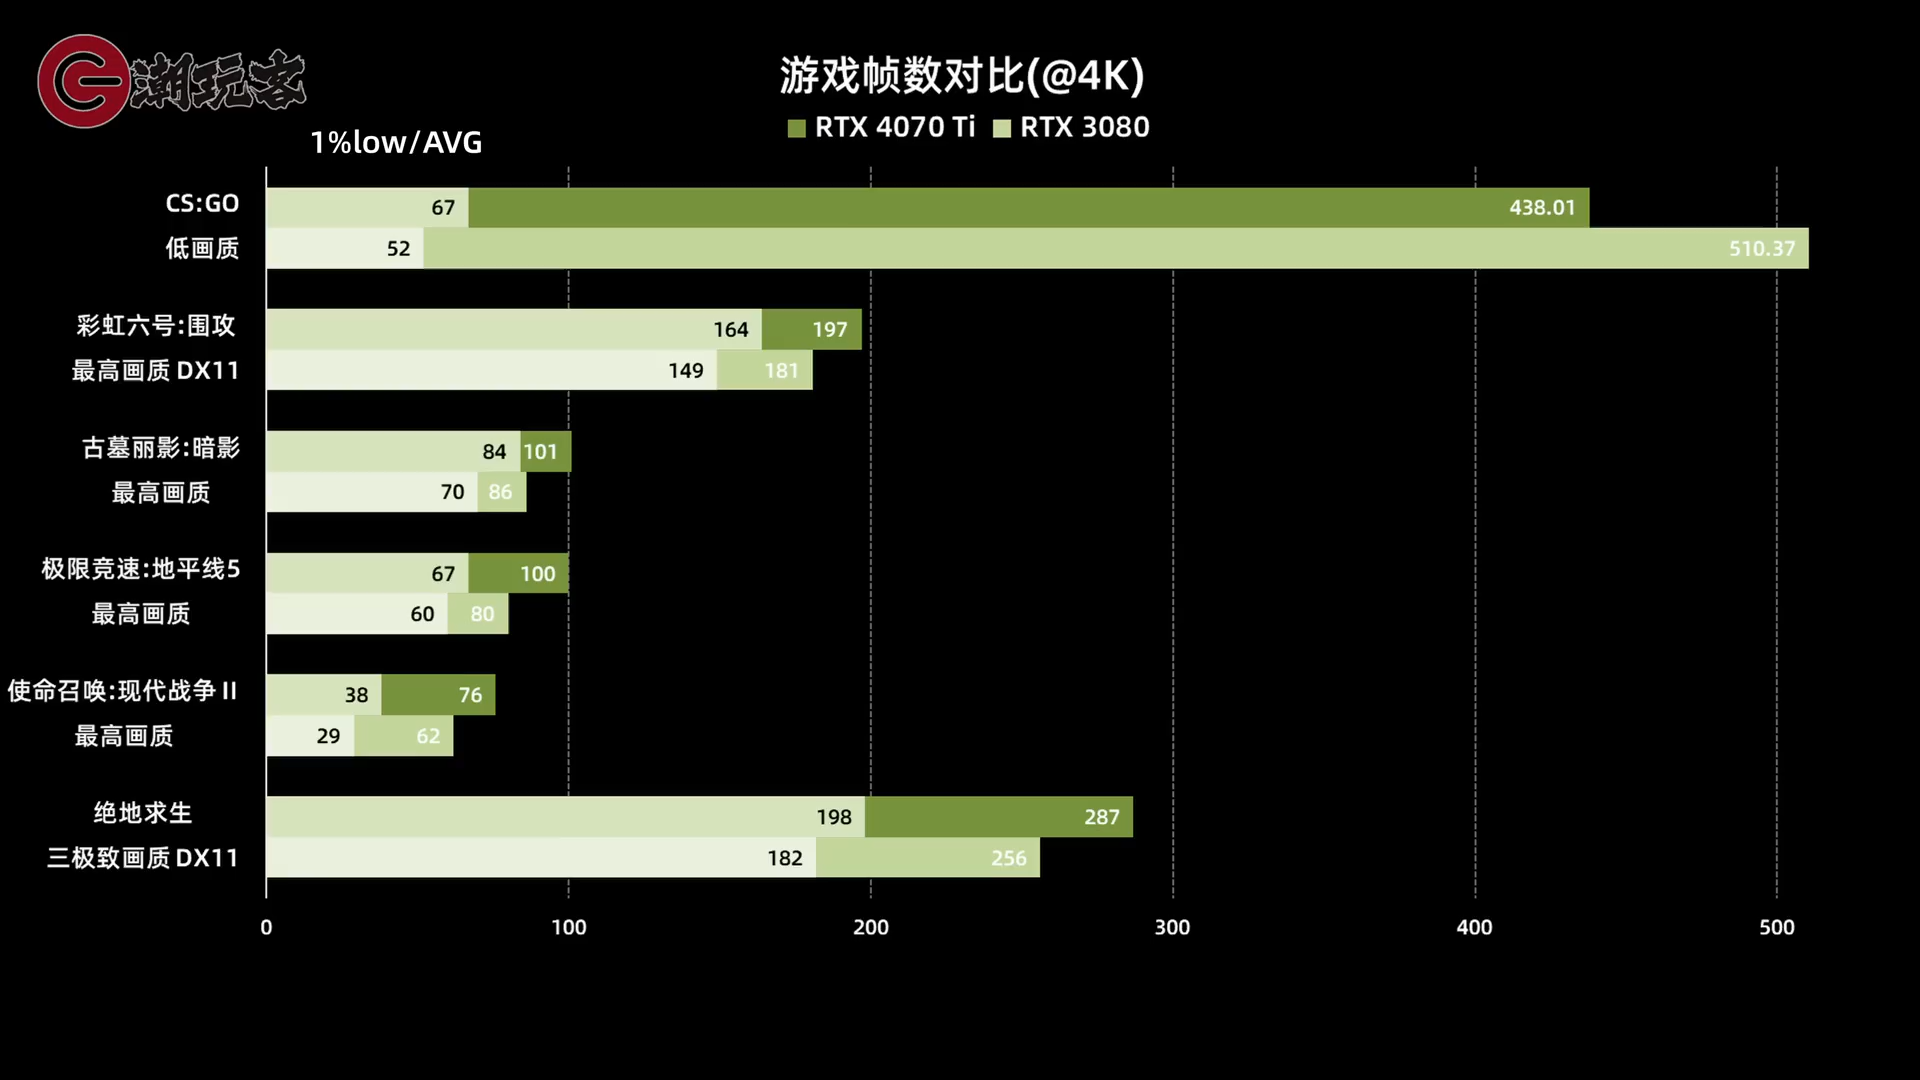 潮玩客
游戏帧数对比(@4K)
RTX 4070 Ti RTX 3080
1%low/AVG
CS:GO
低画质
67 438.01
52 510.37
彩虹六号:围攻
最高画质 DX11
164 197
149 181
古墓丽影:暗影
最高画质
84 101
70 86
极限竞速:地平线5
最高画质
67 100
60 80
使命召唤:现代战争 II
最高画质
38 76
29 62
绝地求生
三极致画质 DX11
198 287
182 256
0 100 200 300 400 500